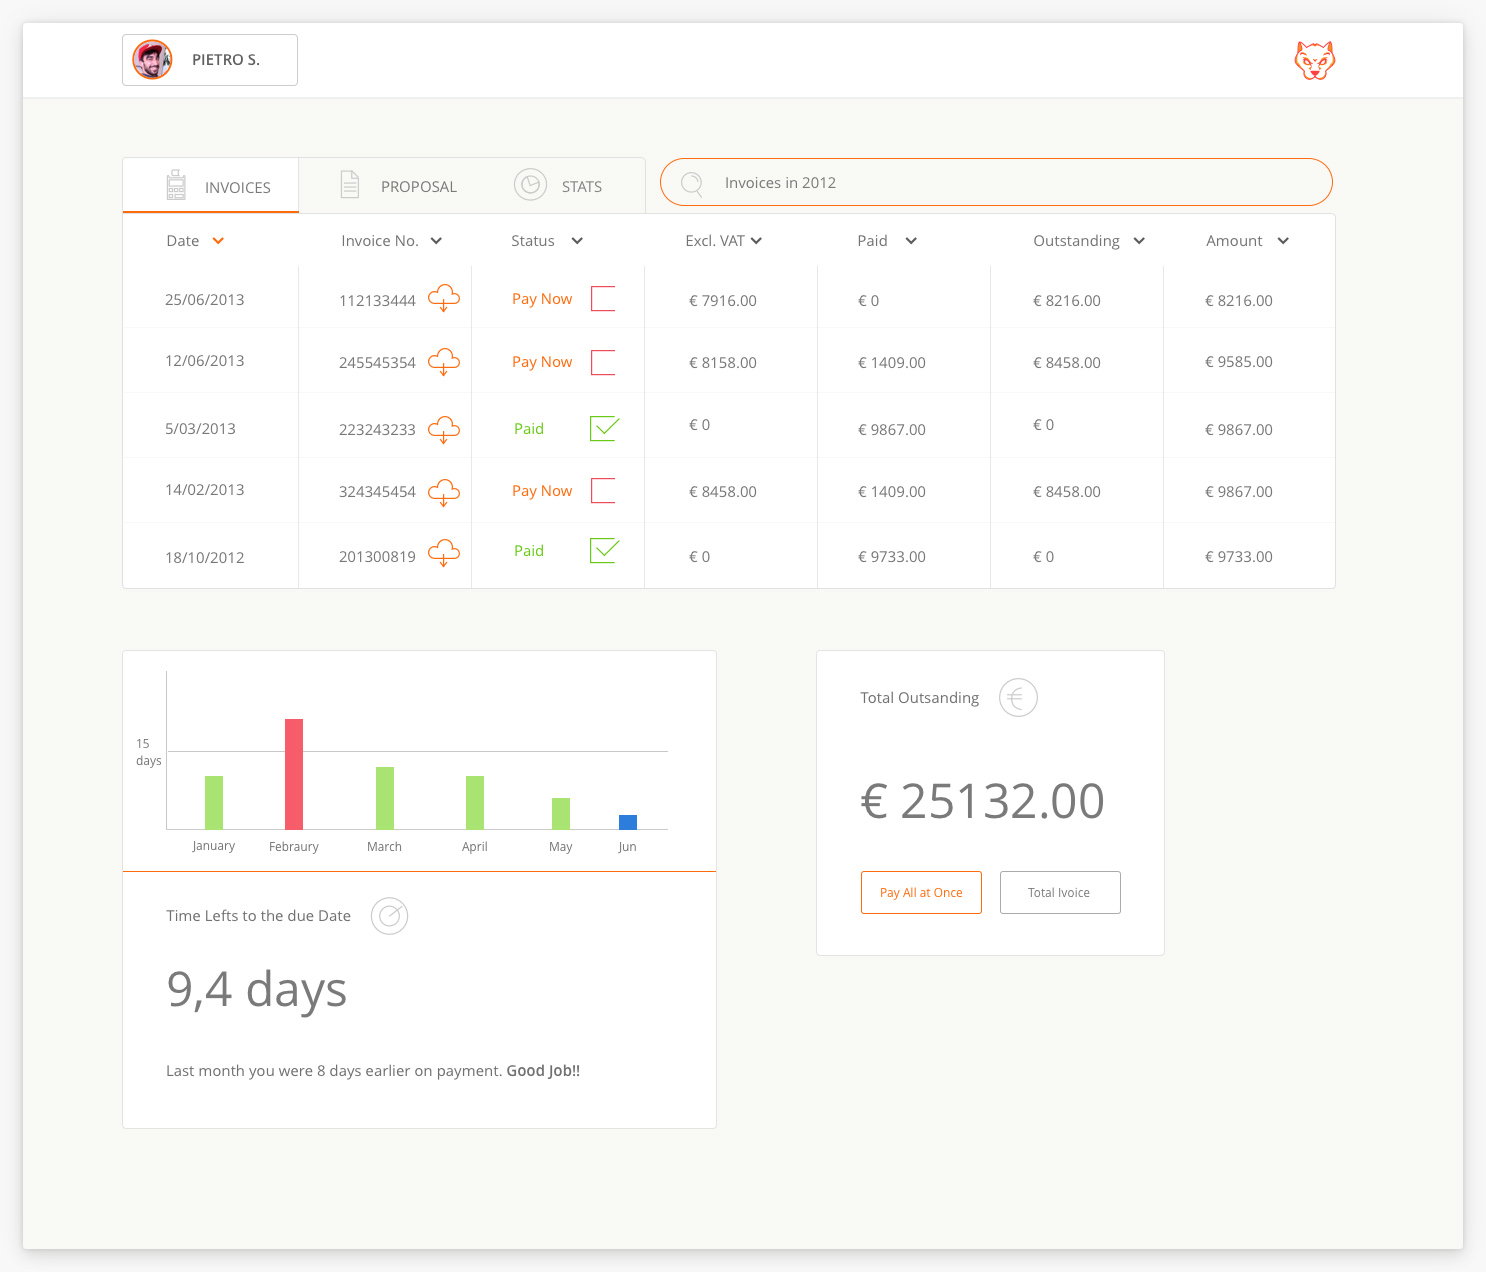 PIETRO S.
INVOICES PROPOSAL STATS Invoices in 2012
Date Invoice No. Status Excl. VAT Paid Outstanding Amount
25/06/2013 112133444 Pay Now € 7916.00 € 0 € 8216.00 € 8216.00
12/06/2013 245545354 Pay Now € 8158.00 € 1409.00 € 8458.00 € 9585.00
5/03/2013 223243233 Paid € 0 € 9867.00 € 0 € 9867.00
14/02/2013 324345454 Pay Now € 8458.00 € 1409.00 € 8458.00 € 9867.00
18/10/2012 201300819 Paid € 0 € 9733.00 € 0 € 9733.00
15
days
January Febraury March April May Jun
Time Lefts to the due Date
9,4 days
Last month you were 8 days earlier on payment. Good Job!!
Total Outsanding €
€ 25132.00
Pay All at Once Total Ivoice